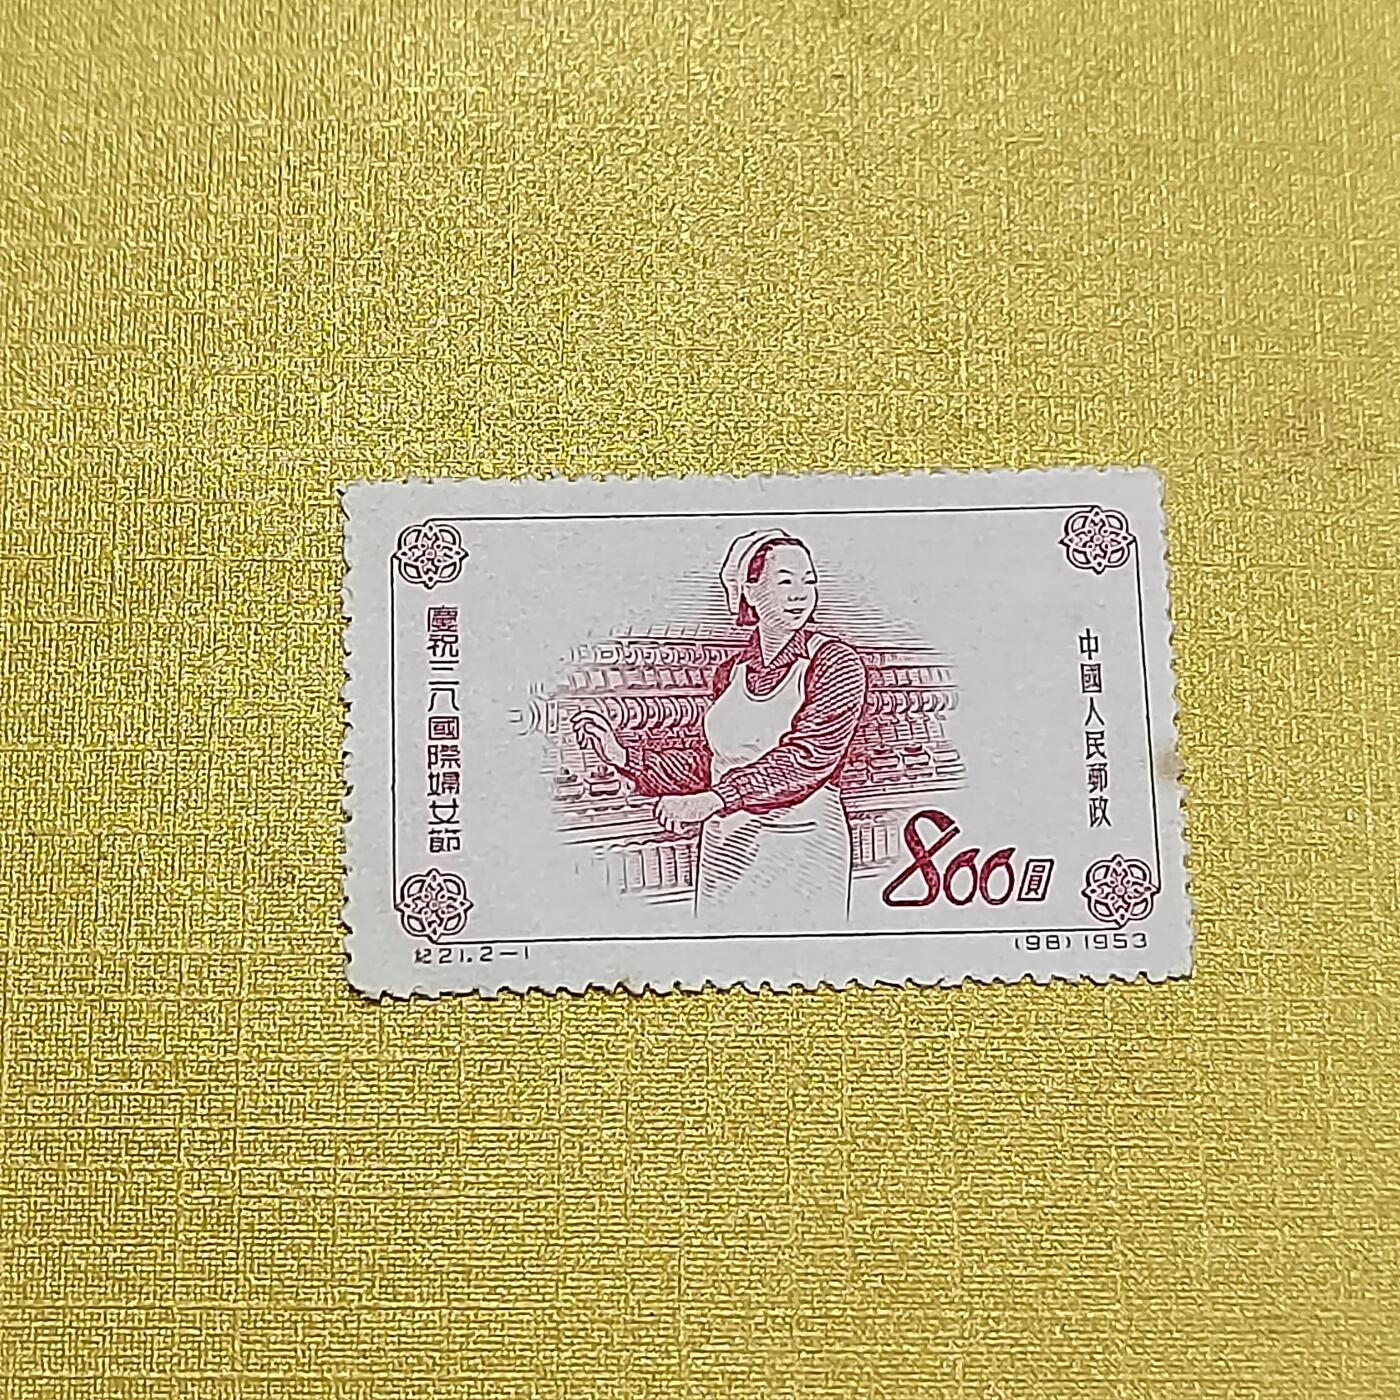 慶祝三八國際婦女節
中國人民郵政
800圓
紀21.2-1
(98)1953